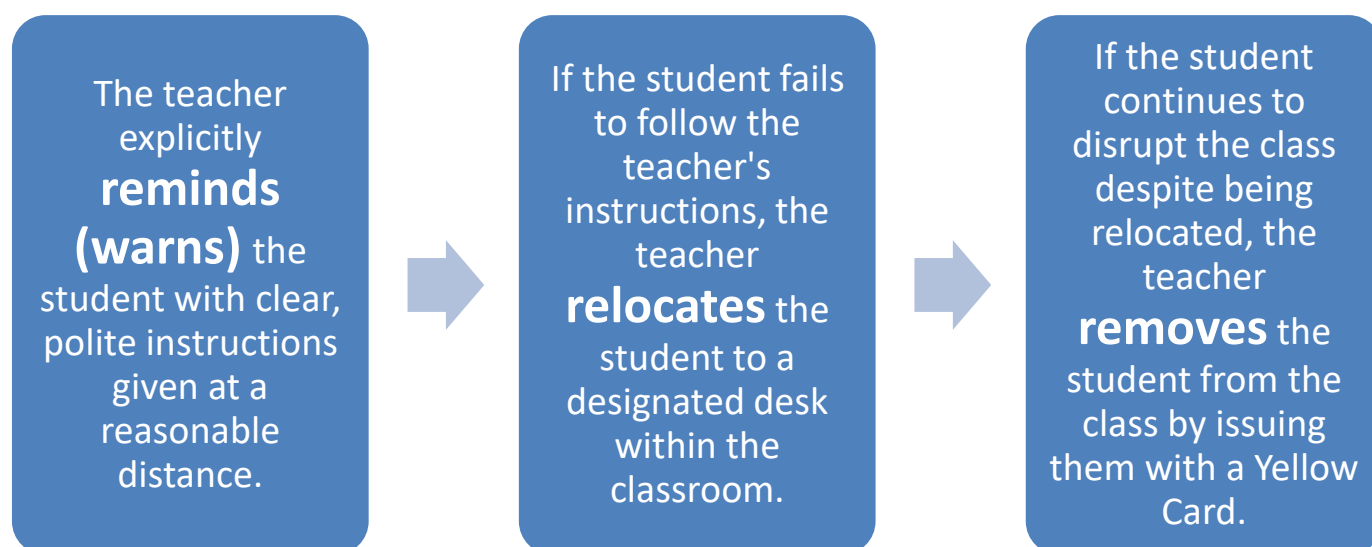 The teacher
explicitly
reminds
(warns) the
student with clear,
polite instructions
given at a
reasonable
distance.
If the student fails
to follow the
teacher's
instructions, the
teacher
relocates the
student to a
designated desk
within the
classroom.
If the student
continues to
disrupt the class
despite being
relocated, the
teacher
removes the
student from the
class by issuing
them with a Yellow
Card.